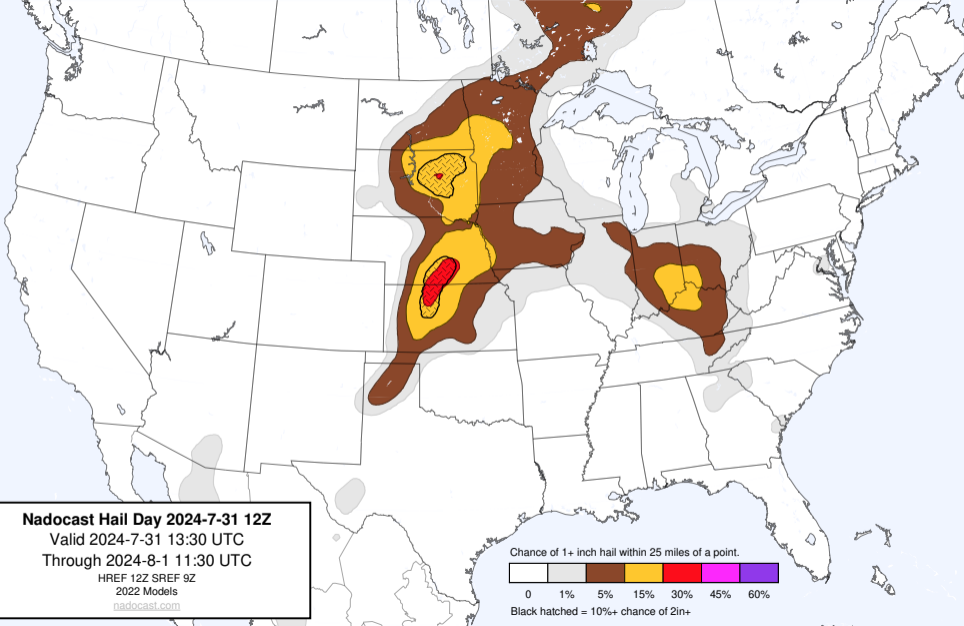 Nadocast Hail Day 2024-7-31 12Z
Valid 2024-7-31 13:30 UTC
Through 2024-8-1 11:30 UTC
HREF 12Z SREF 9Z
2022 Models
nadocast.com
Chance of 1+ inch hail within 25 miles of a point.
0 1% 5% 15% 30% 45% 60%
Black hatched = 10%+ chance of 2in+